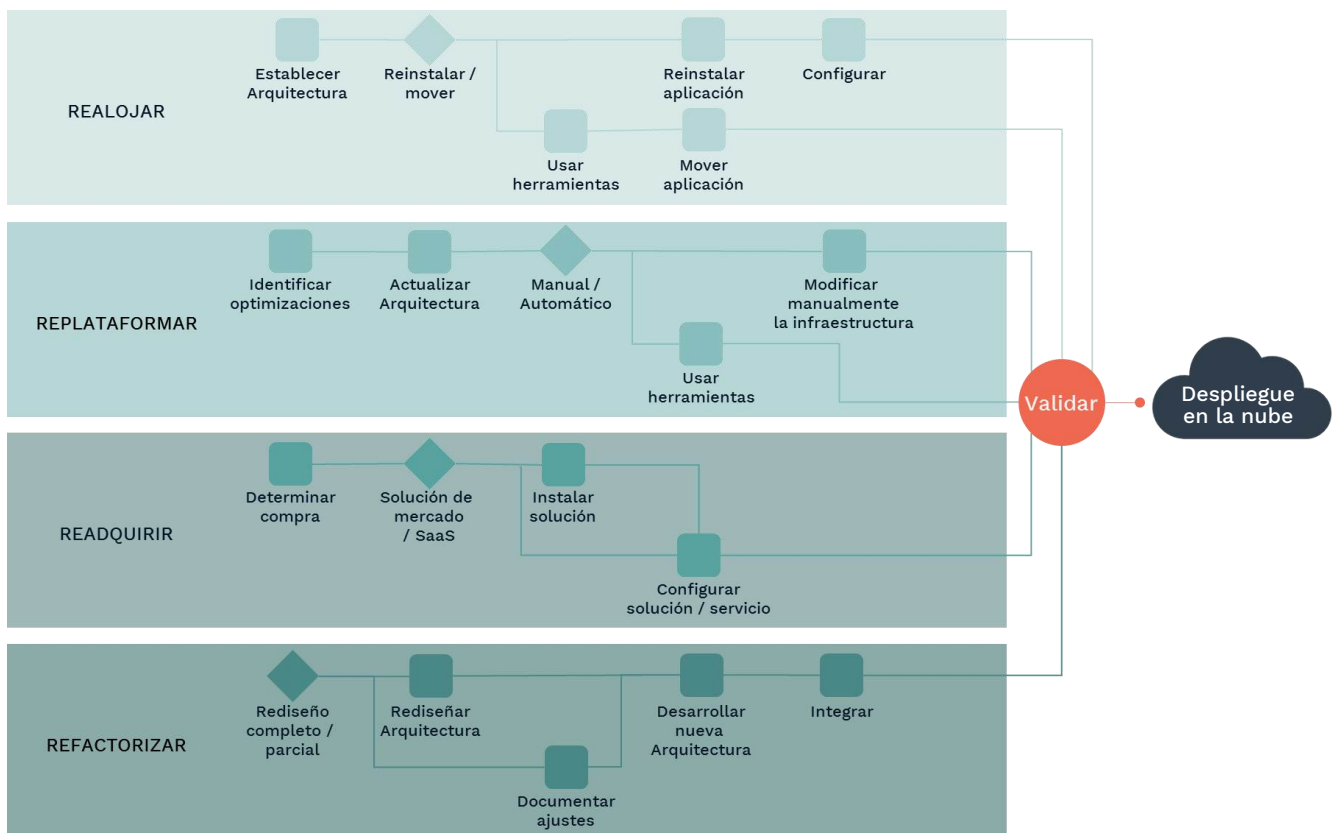 REALOJAR
Establecer
Arquitectura
Reinstalar /
mover
Reinstalar
aplicación
Configurar
Usar
herramientas
Mover
aplicación
REPLATAFORMAR
Identificar
optimizaciones
Actualizar
Arquitectura
Manual /
Automático
Modificar
manualmente
la infraestructura
Usar
herramientas
READQUIRIR
Determinar
compra
Solución de
mercado
/ SaaS
Instalar
solución
Configurar
solución / servicio
REFACTORIZAR
Rediseño
completo /
parcial
Rediseñar
Arquitectura
Documentar
ajustes
Desarrollar
nueva
Arquitectura
Integrar
Validar
Despliegue
en la nube